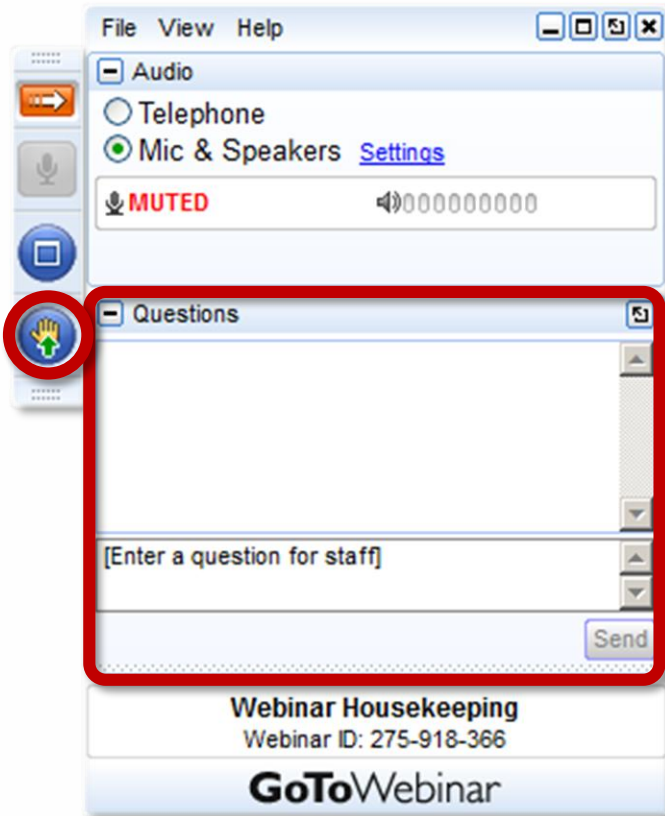 File View Help
Audio
Telephone
Mic & Speakers Settings
MUTED 000000000
Questions
[Enter a question for staff]
Send
Webinar Housekeeping
Webinar ID: 275-918-366
GoToWebinar